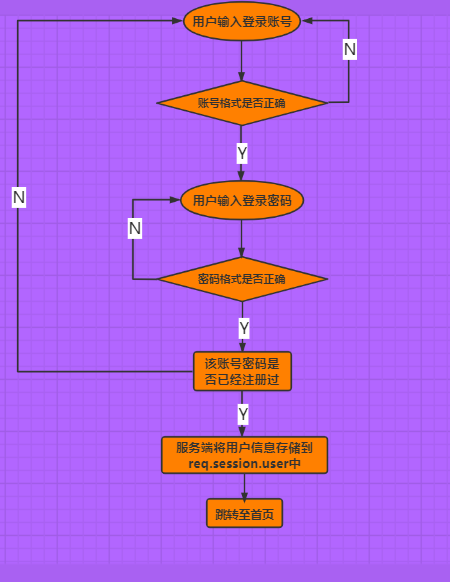 用户输入登录账号
N
账号格式是否正确
Y
N
用户输入登录密码
N
密码格式是否正确
Y
该账号密码是
否已经注册过
Y
服务端将用户信息存储到
req.session.user中
跳转至首页